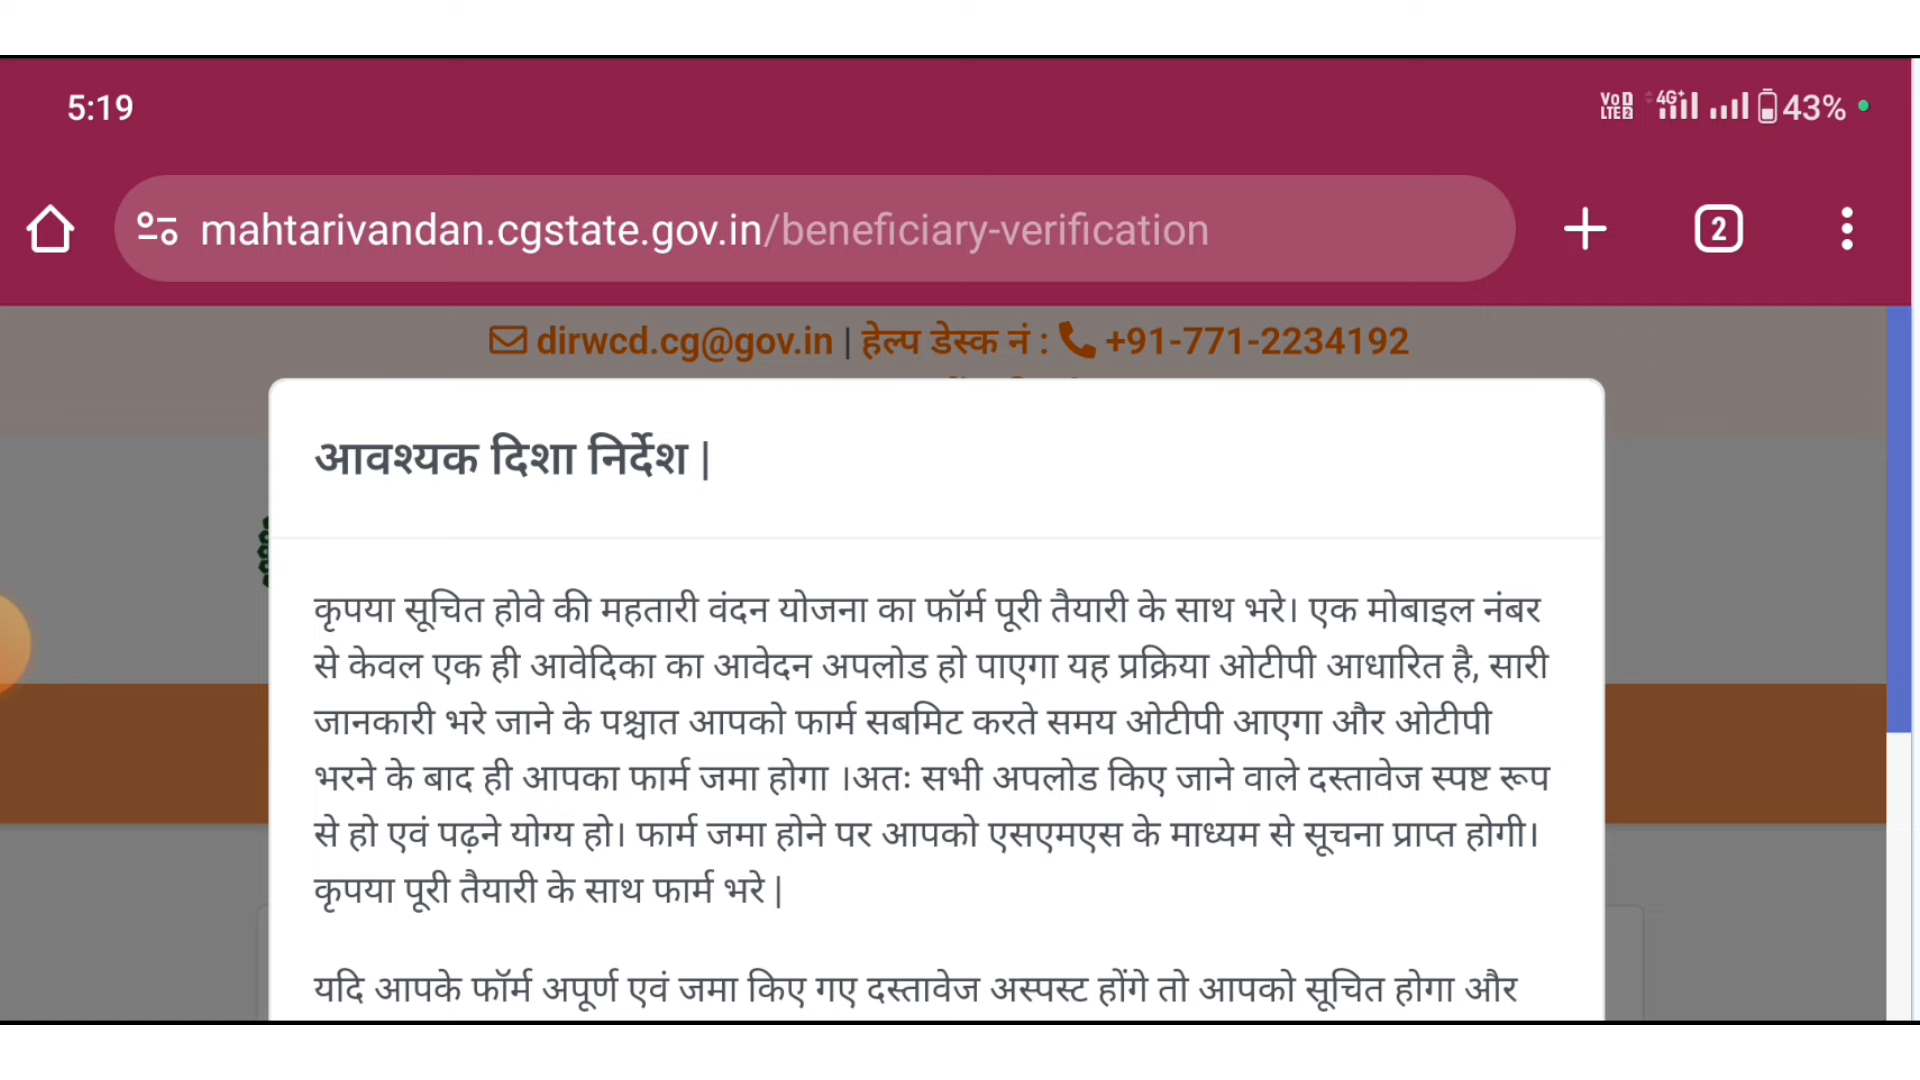 5:19
VoD LTE2 4G+ 43%
mahtarivandan.cgstate.gov.in/beneficiary-verification
2
dirwcd.cg@gov.in | हेल्प डेस्क नं : +91-771-2234192
आवश्यक दिशा निर्देश |
कृपया सूचित होवे की महतारी वंदन योजना का फॉर्म पूरी तैयारी के साथ भरे। एक मोबाइल नंबर
से केवल एक ही आवेदिका का आवेदन अपलोड हो पाएगा यह प्रक्रिया ओटीपी आधारित है, सारी
जानकारी भरे जाने के पश्चात आपको फार्म सबमिट करते समय ओटीपी आएगा और ओटीपी
भरने के बाद ही आपका फार्म जमा होगा ।अतः सभी अपलोड किए जाने वाले दस्तावेज स्पष्ट रूप
से हो एवं पढ़ने योग्य हो। फार्म जमा होने पर आपको एसएमएस के माध्यम से सूचना प्राप्त होगी।
कृपया पूरी तैयारी के साथ फार्म भरे |
यदि आपके फॉर्म अपूर्ण एवं जमा किए गए दस्तावेज अस्पस्ट होंगे तो आपको सूचित होगा और